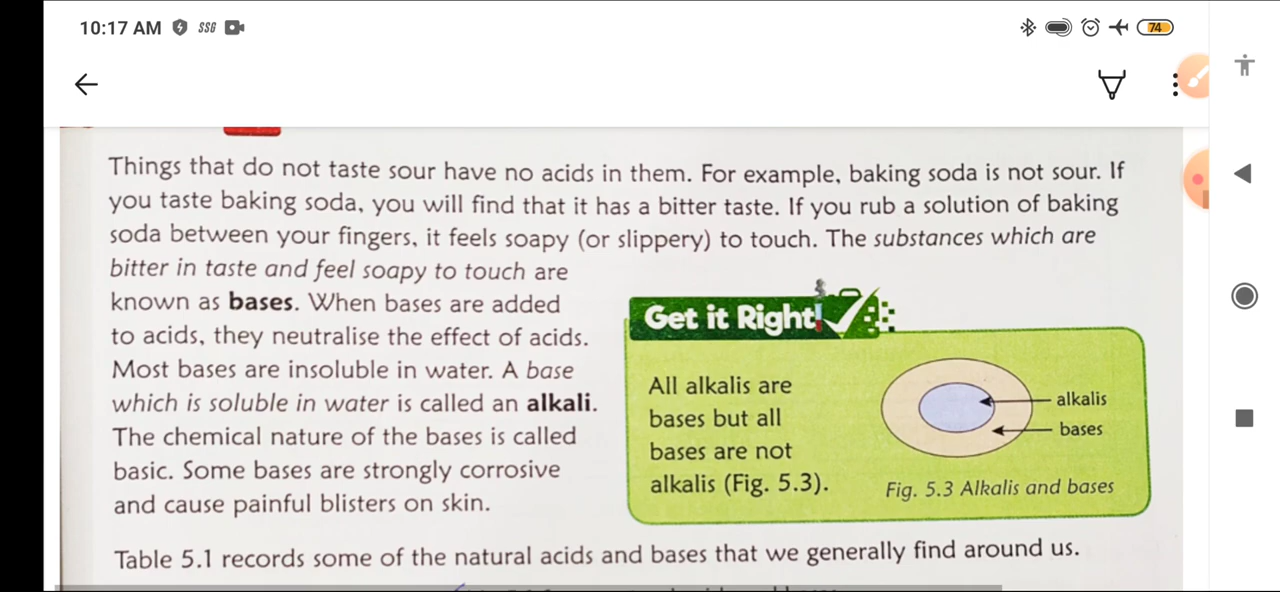 10:17 AM SSG
74
Things that do not taste sour have no acids in them. For example, baking soda is not sour. If
you taste baking soda, you will find that it has a bitter taste. If you rub a solution of baking
soda between your fingers, it feels soapy (or slippery) to touch. The substances which are
bitter in taste and feel soapy to touch are
known as bases. When bases are added
to acids, they neutralise the effect of acids.
Most bases are insoluble in water. A base
which is soluble in water is called an alkali.
The chemical nature of the bases is called
basic. Some bases are strongly corrosive
and cause painful blisters on skin.
Get it Right!
All alkalis are
bases but all
bases are not
alkalis (Fig. 5.3).
alkalis
bases
Fig. 5.3 Alkalis and bases
Table 5.1 records some of the natural acids and bases that we generally find around us.